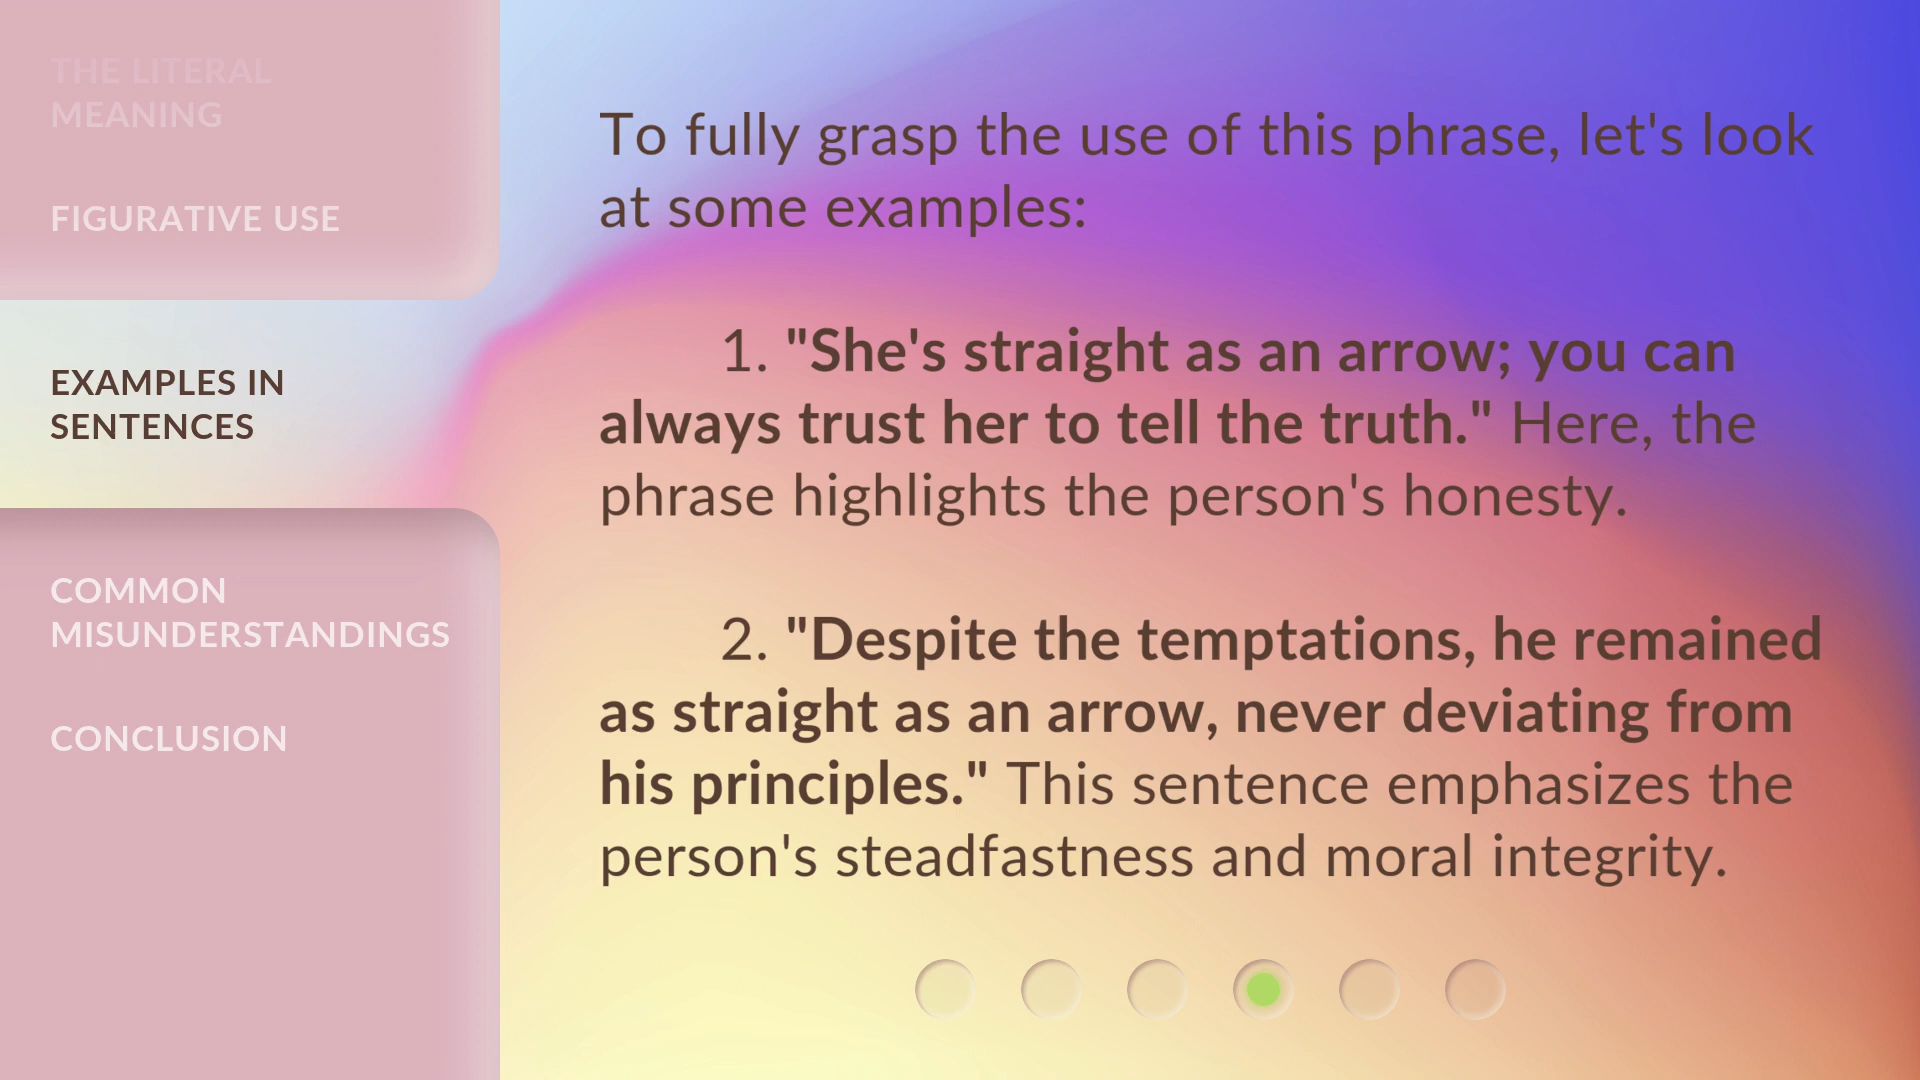 THE LITERAL
MEANING
FIGURATIVE USE
EXAMPLES IN
SENTENCES
COMMON
MISUNDERSTANDINGS
CONCLUSION
To fully grasp the use of this phrase, let's look
at some examples:
1. "She's straight as an arrow; you can
always trust her to tell the truth." Here, the
phrase highlights the person's honesty.
2. "Despite the temptations, he remained
as straight as an arrow, never deviating from
his principles." This sentence emphasizes the
person's steadfastness and moral integrity.